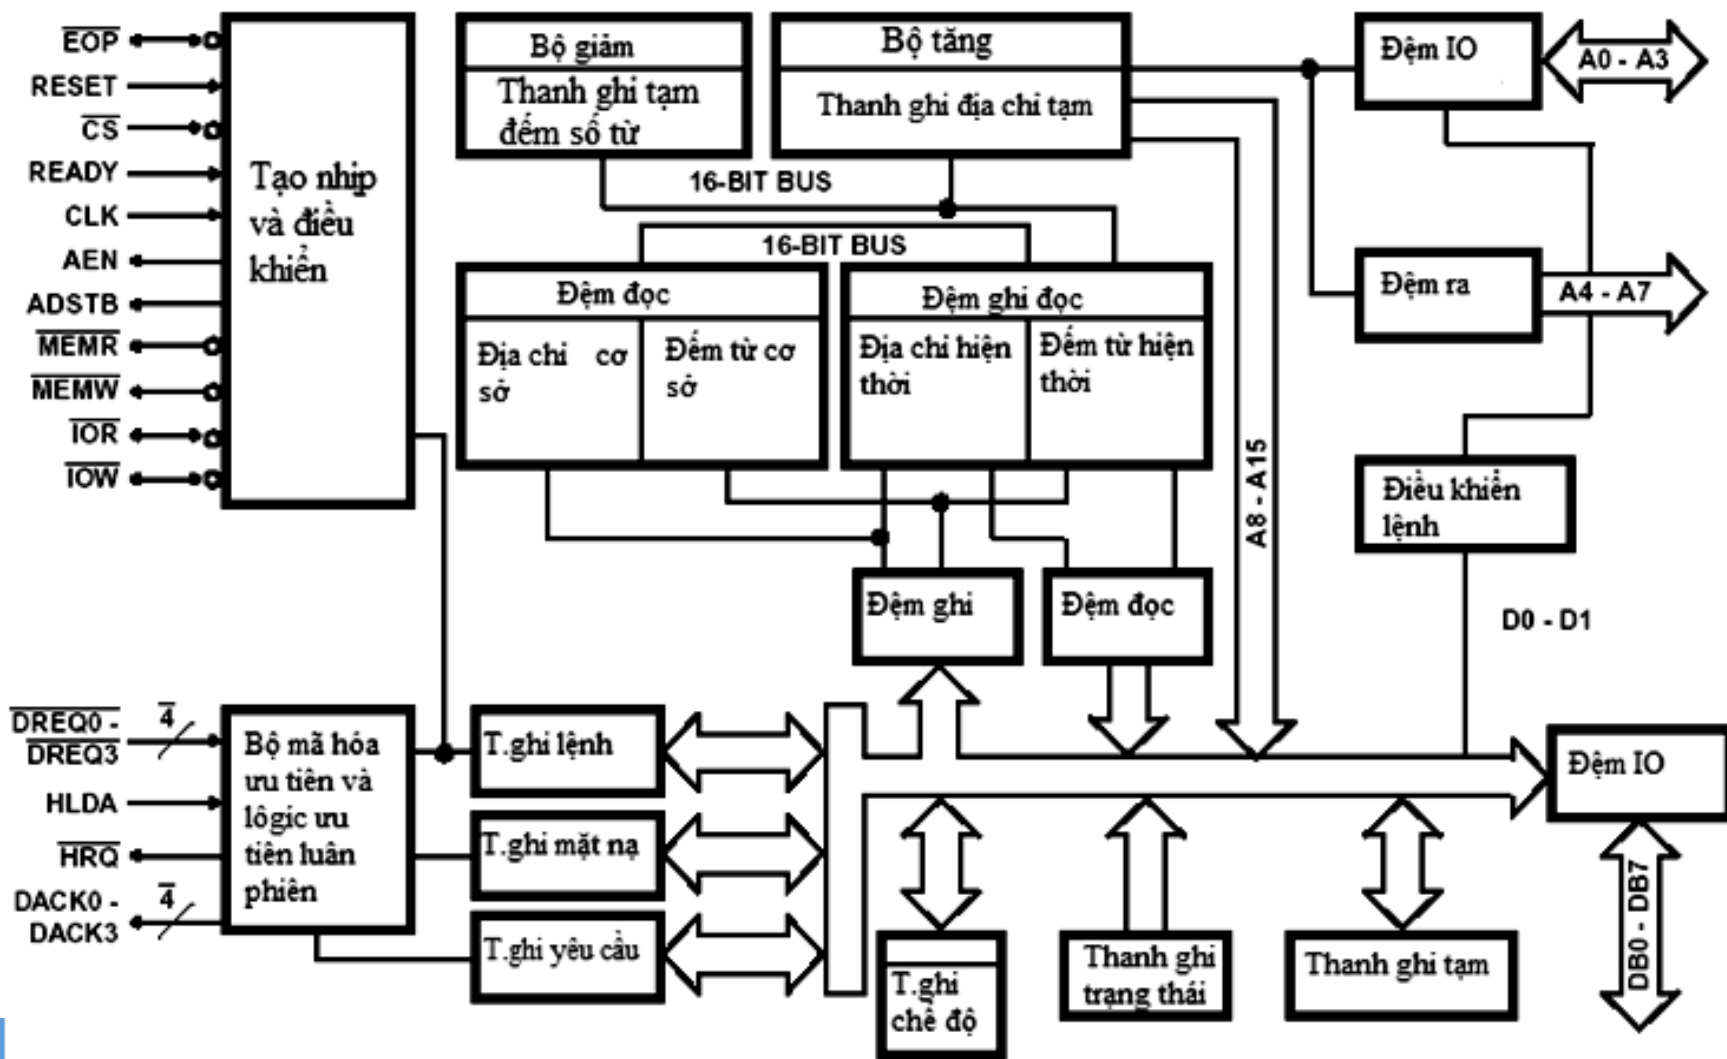 EOP
RESET
CS
READY
CLK
AEN
ADSTB
MEMR
MEMW
IOR
IOW
Tạo nhịp
và điều
khiển
Bộ giảm
Thanh ghi tạm
đếm số từ
Bộ tăng
Thanh ghi địa chỉ tạm
16-BIT BUS
16-BIT BUS
Đệm đọc
Địa chỉ cơ
sở
Đếm từ cơ
sở
Đệm ghi đọc
Địa chỉ hiện
thời
Đếm từ hiện
thời
Đệm IO
A0 - A3
Đệm ra
A4 - A7
A8 - A15
Điều khiển
lệnh
D0 - D1
Đệm ghi
Đệm đọc
DREQ0 -
DREQ3
4
HLDA
HRQ
DACK0 -
DACK3
4
Bộ mã hóa
ưu tiên và
lôgíc ưu
tiên luân
phiên
T.ghi lệnh
T.ghi mặt nạ
T.ghi yêu cầu
T.ghi
chế độ
Thanh ghi
trạng thái
Thanh ghi tạm
Đệm IO
DB0 - DB7